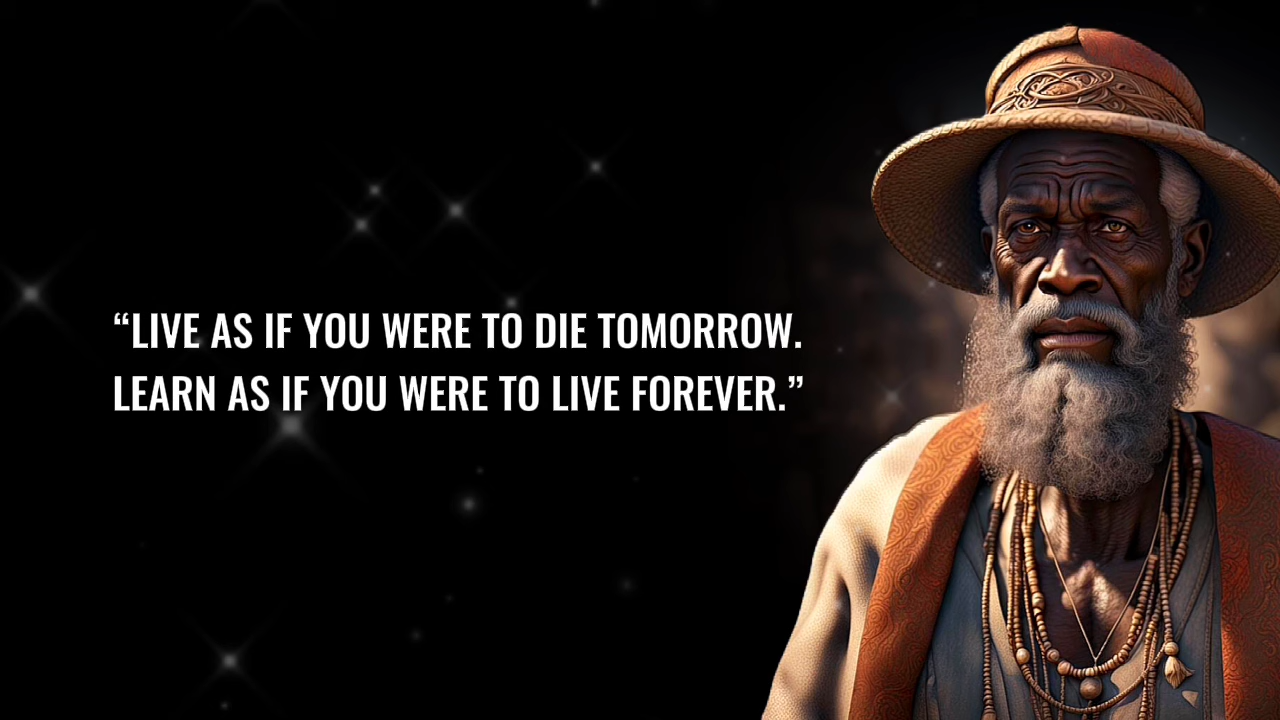 “LIVE AS IF YOU WERE TO DIE TOMORROW.
LEARN AS IF YOU WERE TO LIVE FOREVER.”